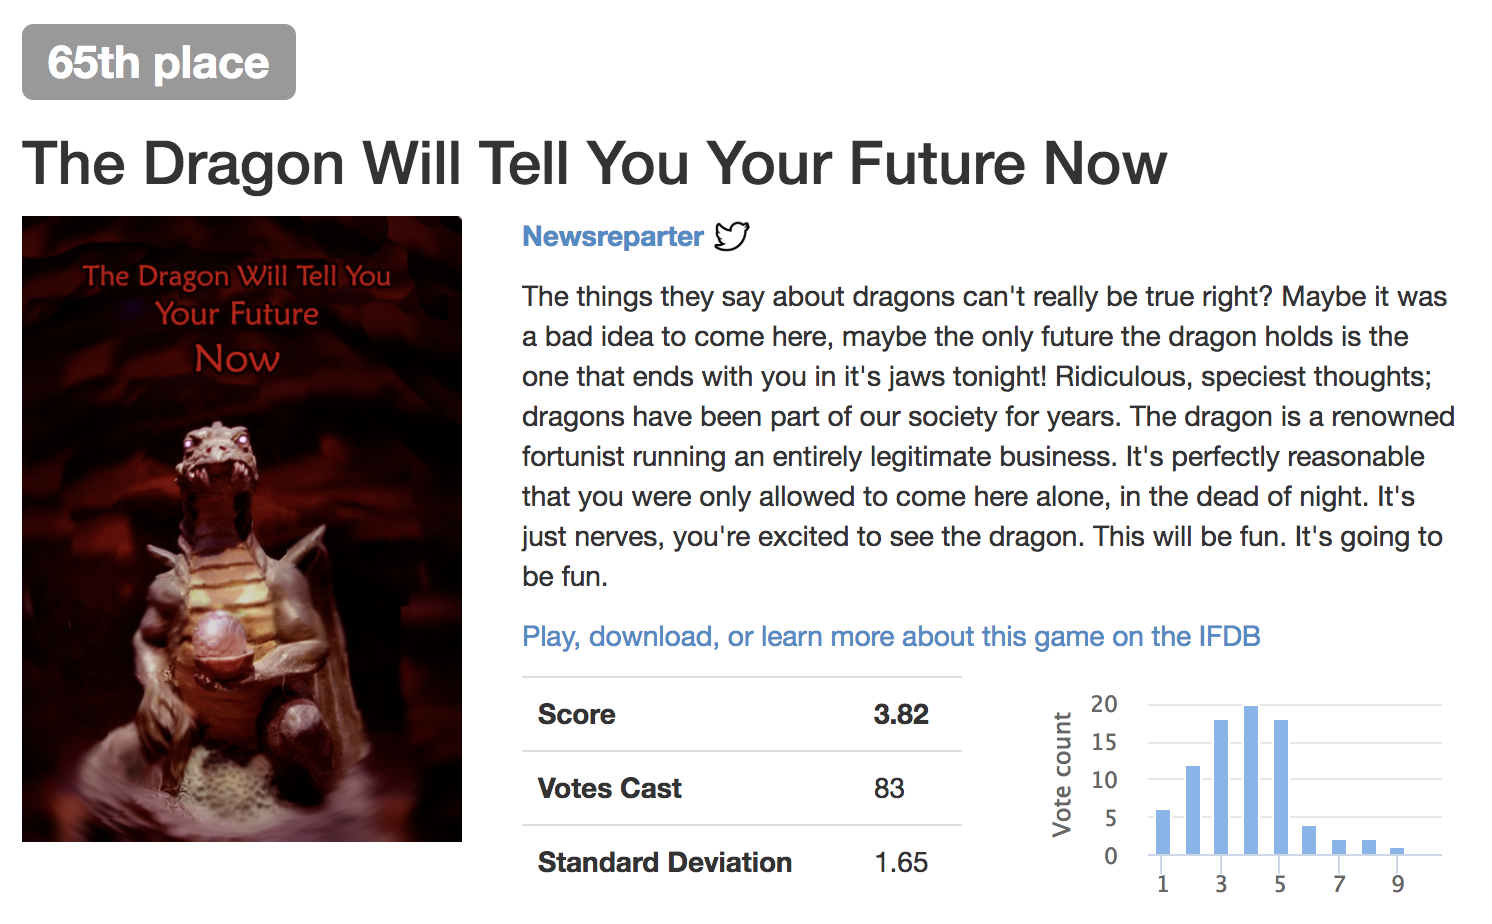 65th place
The Dragon Will Tell You Your Future Now
The Dragon Will Tell You
Your Future
Now
Newsreparter
The things they say about dragons can't really be true right? Maybe it was
a bad idea to come here, maybe the only future the dragon holds is the
one that ends with you in it's jaws tonight! Ridiculous, speciest thoughts;
dragons have been part of our society for years. The dragon is a renowned
fortunist running an entirely legitimate business. It's perfectly reasonable
that you were only allowed to come here alone, in the dead of night. It's
just nerves, you're excited to see the dragon. This will be fun. It's going to
be fun.
Play, download, or learn more about this game on the IFDB
Score 3.82
Votes Cast 83
Standard Deviation 1.65
Vote count
20
15
10
5
0
1 3 5 7 9